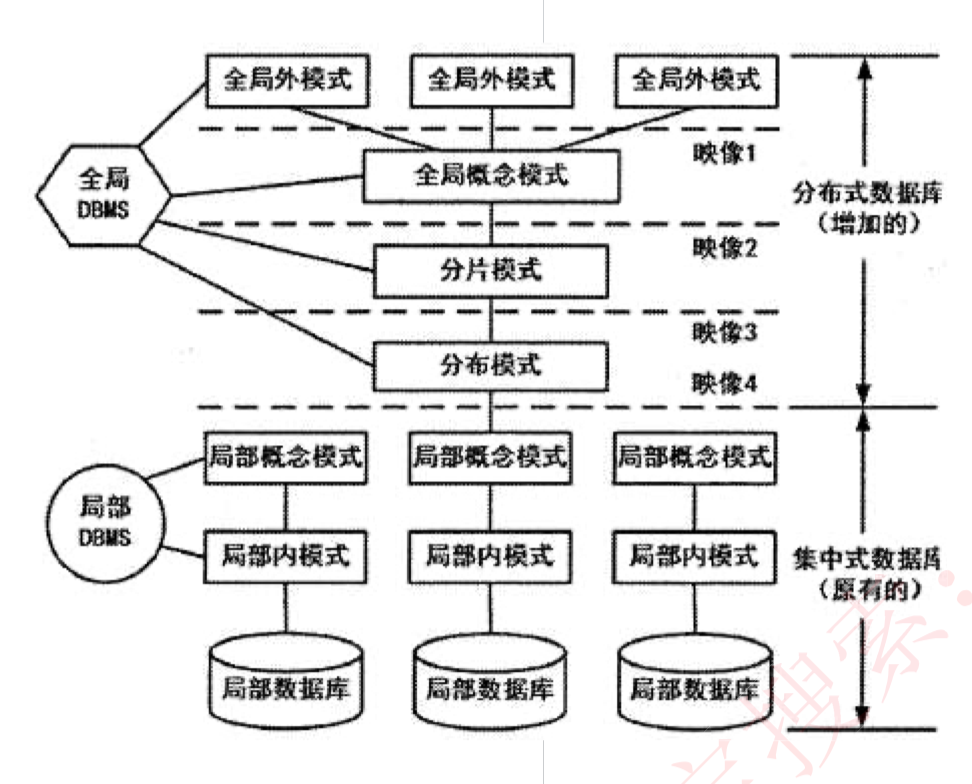 全局外模式 全局外模式 全局外模式
映像1
全局
DBMS
全局概念模式
分布式数据库
（增加的）
映像2
分片模式
映像3
分布模式
映像4
局部概念模式 局部概念模式 局部概念模式
局部
DBMS
局部内模式 局部内模式 局部内模式
集中式数据库
（原有的）
局部数据库 局部数据库 局部数据库
搜索